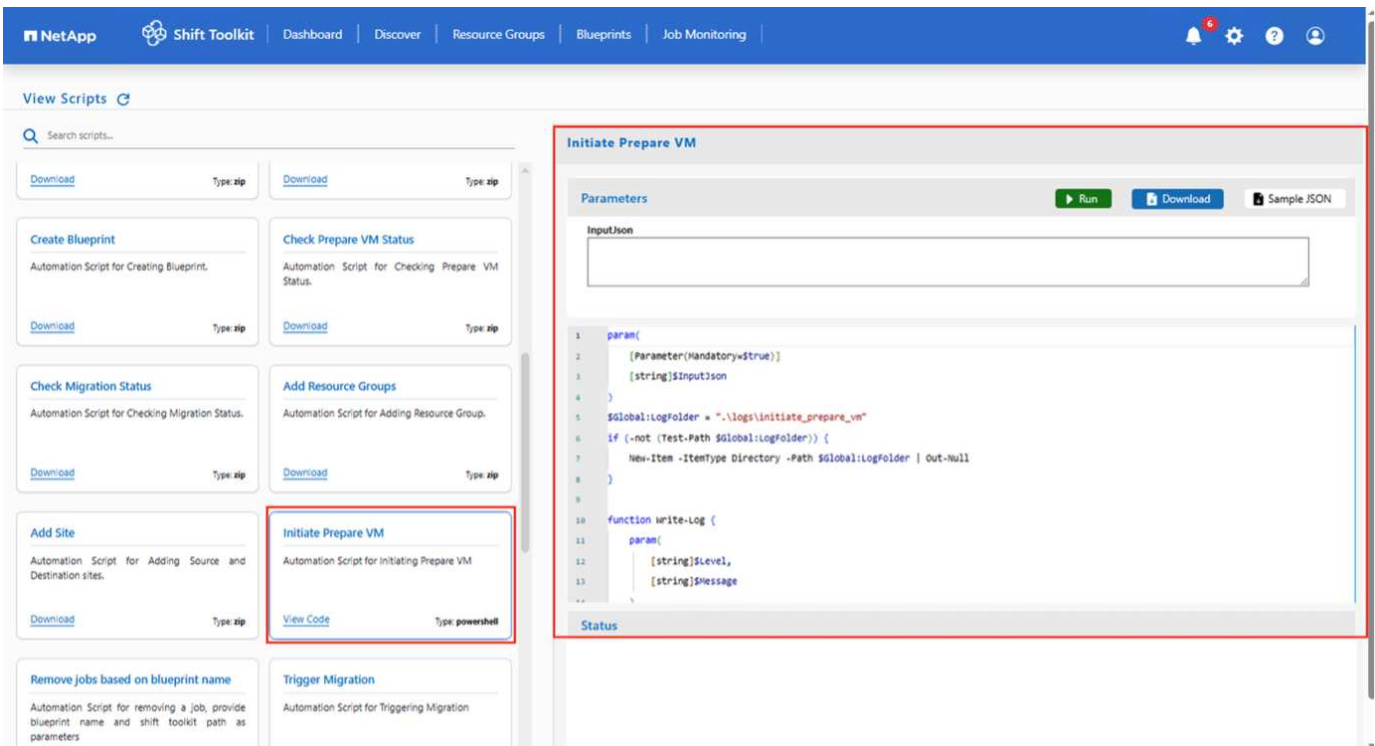 NetApp Shift Toolkit Dashboard Discover Resource Groups Blueprints Job Monitoring 6 ?
View Scripts
Search scripts...
Download Type: zip
Download Type: zip
Create Blueprint
Automation Script for Creating Blueprint.
Download Type: zip
Check Prepare VM Status
Automation Script for Checking Prepare VM
Status.
Download Type: zip
Check Migration Status
Automation Script for Checking Migration Status.
Download Type: zip
Add Resource Groups
Automation Script for Adding Resource Group.
Download Type: zip
Add Site
Automation Script for Adding Source and
Destination sites.
Download Type: zip
Initiate Prepare VM
Automation Script for Initiating Prepare VM
View Code Type: powershell
Remove jobs based on blueprint name
Automation Script for removing a job, provide
blueprint name and shift toolkit path as
parameters
Trigger Migration
Automation Script for Triggering Migration
Initiate Prepare VM
Parameters Run Download Sample JSON
InputJson
1 param(
2 [Parameter(Mandatory=$true)]
3 [string]$InputJson
4 )
5 $Global:LogFolder = ".\logs\initiate_prepare_vm"
6 if (-not (Test-Path $Global:LogFolder)) {
7 New-Item -ItemType Directory -Path $Global:LogFolder | Out-Null
8 }
9
10 function Write-Log {
11 param(
12 [string]$Level,
13 [string]$Message
Status